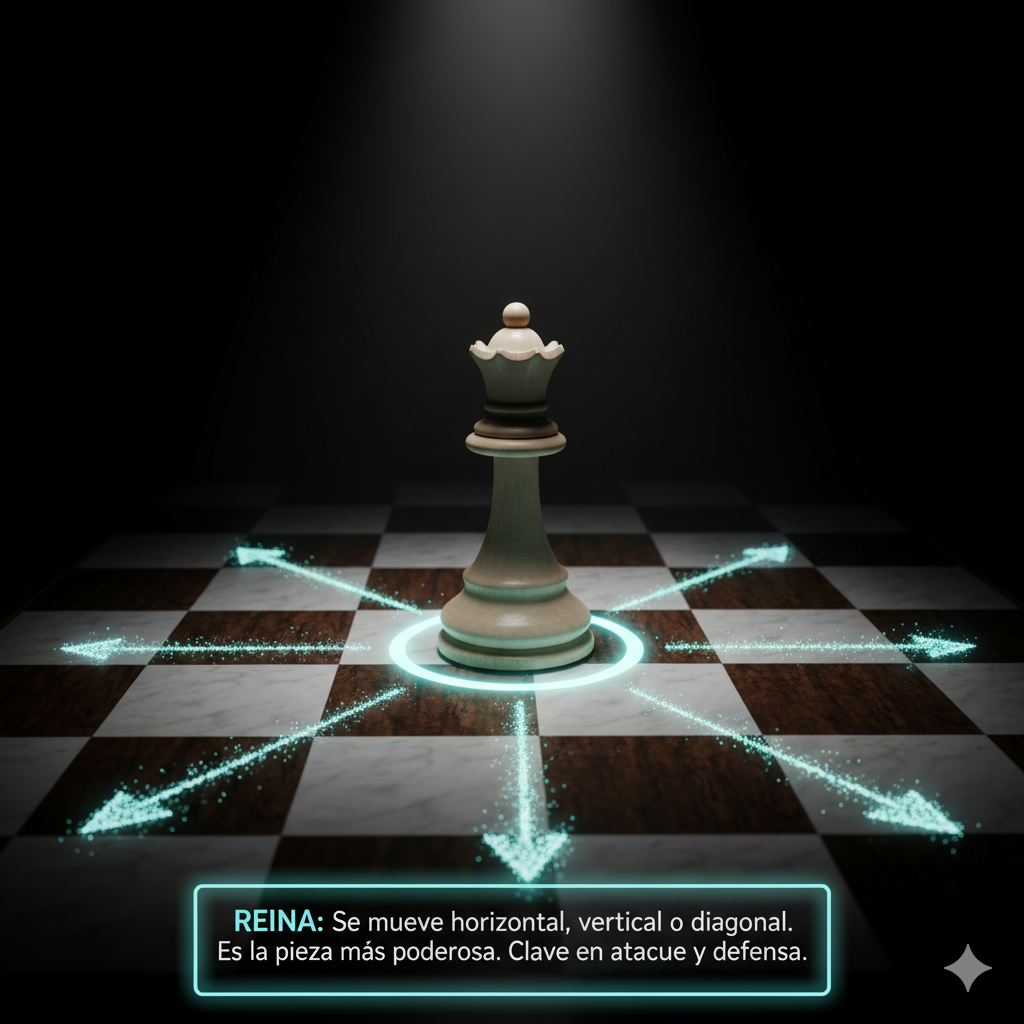 REINA: Se mueve horizontal, vertical o diagonal.
Es la pieza más poderosa. Clave en atacue y defensa.